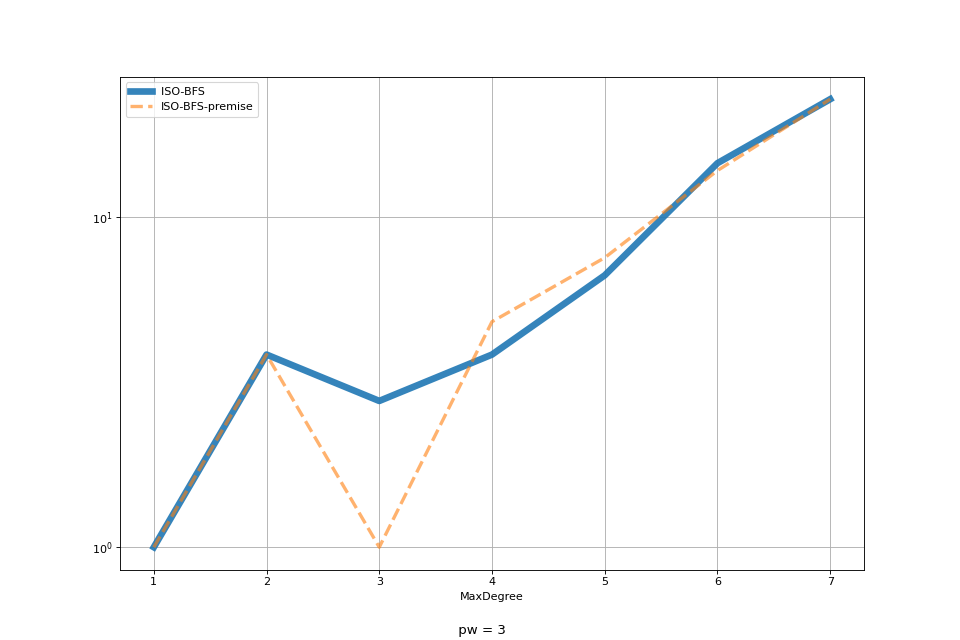 ISO-BFS
ISO-BFS-premise
10¹
10⁰
1 2 3 4 5 6 7
MaxDegree
pw = 3